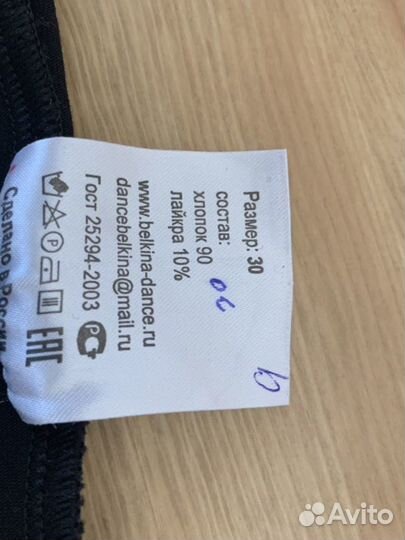 Размер: 30
состав:
хлопок 90
лайкра 10%
www.belkina-dance.ru
dancebelkina@mail.ru
Гост 25294-2003
Сделано в России
EAC
Avito